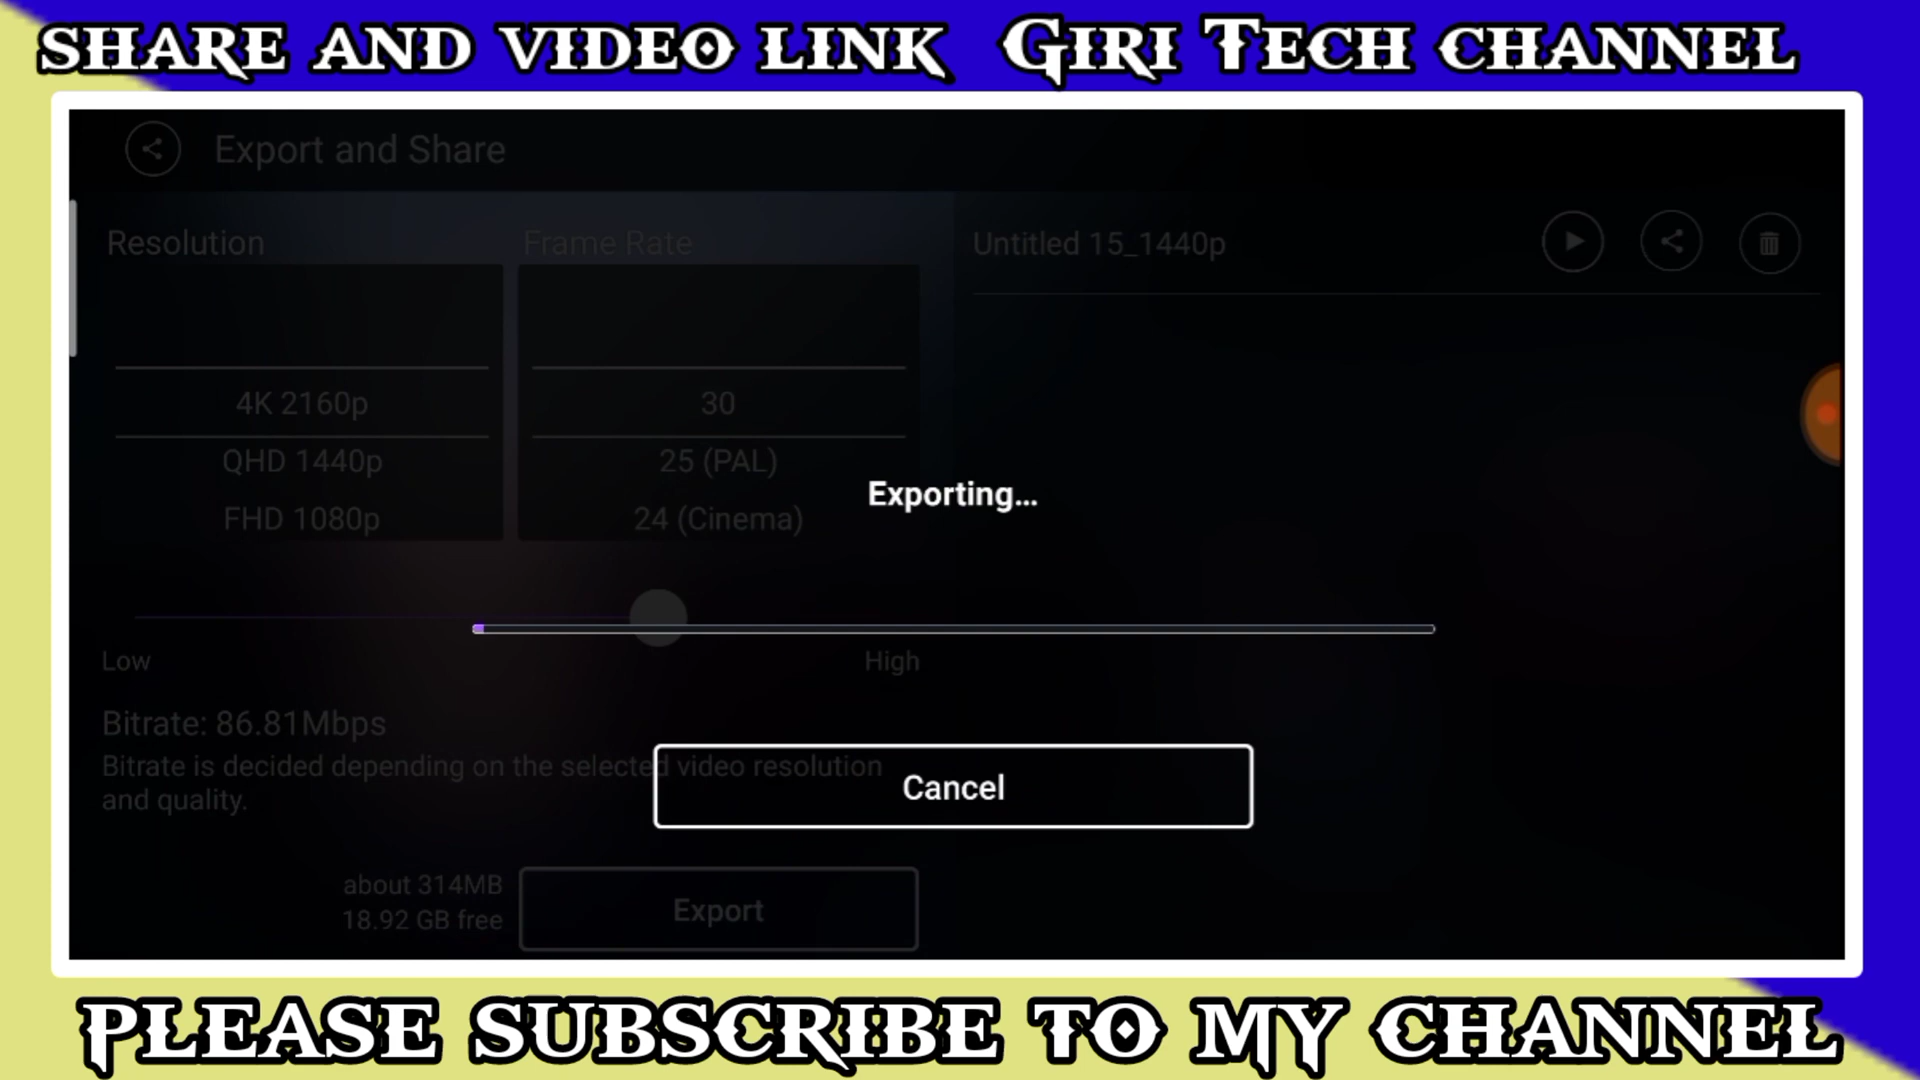 SHARE AND VIDEO LINK GIRI TECH CHANNEL
Export and Share
Resolution
Frame Rate
Untitled 15_1440p
4K 2160p
30
QHD 1440p
25 (PAL)
FHD 1080p
24 (Cinema)
Exporting...
Low
High
Bitrate: 86.81Mbps
Bitrate is decided depending on the selected video resolution
and quality.
Cancel
about 314MB
18.92 GB free
Export
PLEASE SUBSCRIBE TO MY CHANNEL